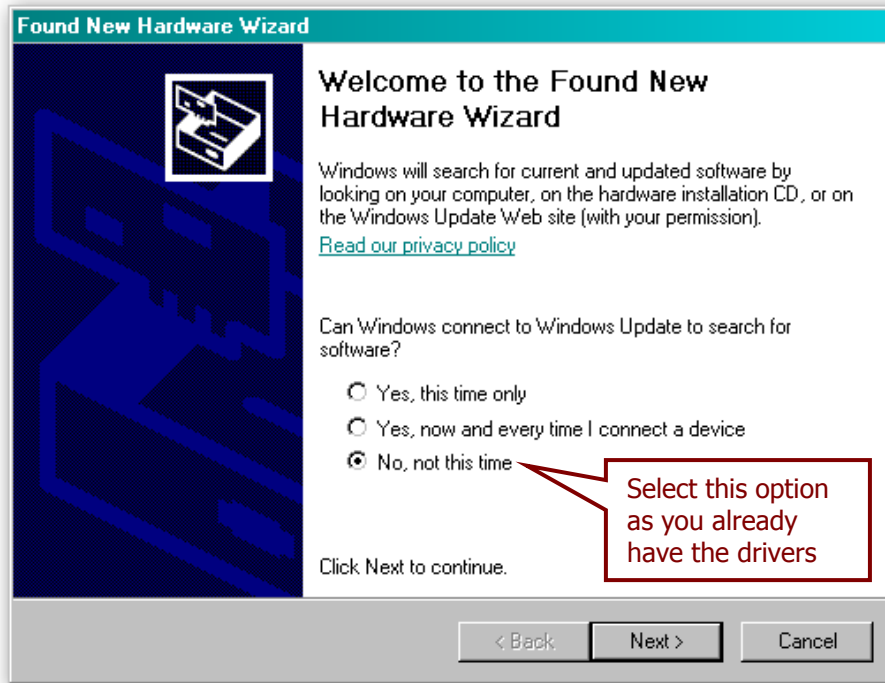 Found New Hardware Wizard
Welcome to the Found New
Hardware Wizard
Windows will search for current and updated software by
looking on your computer, on the hardware installation CD, or on
the Windows Update Web site (with your permission).
Read our privacy policy
Can Windows connect to Windows Update to search for
software?
Yes, this time only
Yes, now and every time I connect a device
No, not this time
Select this option
as you already
have the drivers
Click Next to continue.
< Back
Next >
Cancel